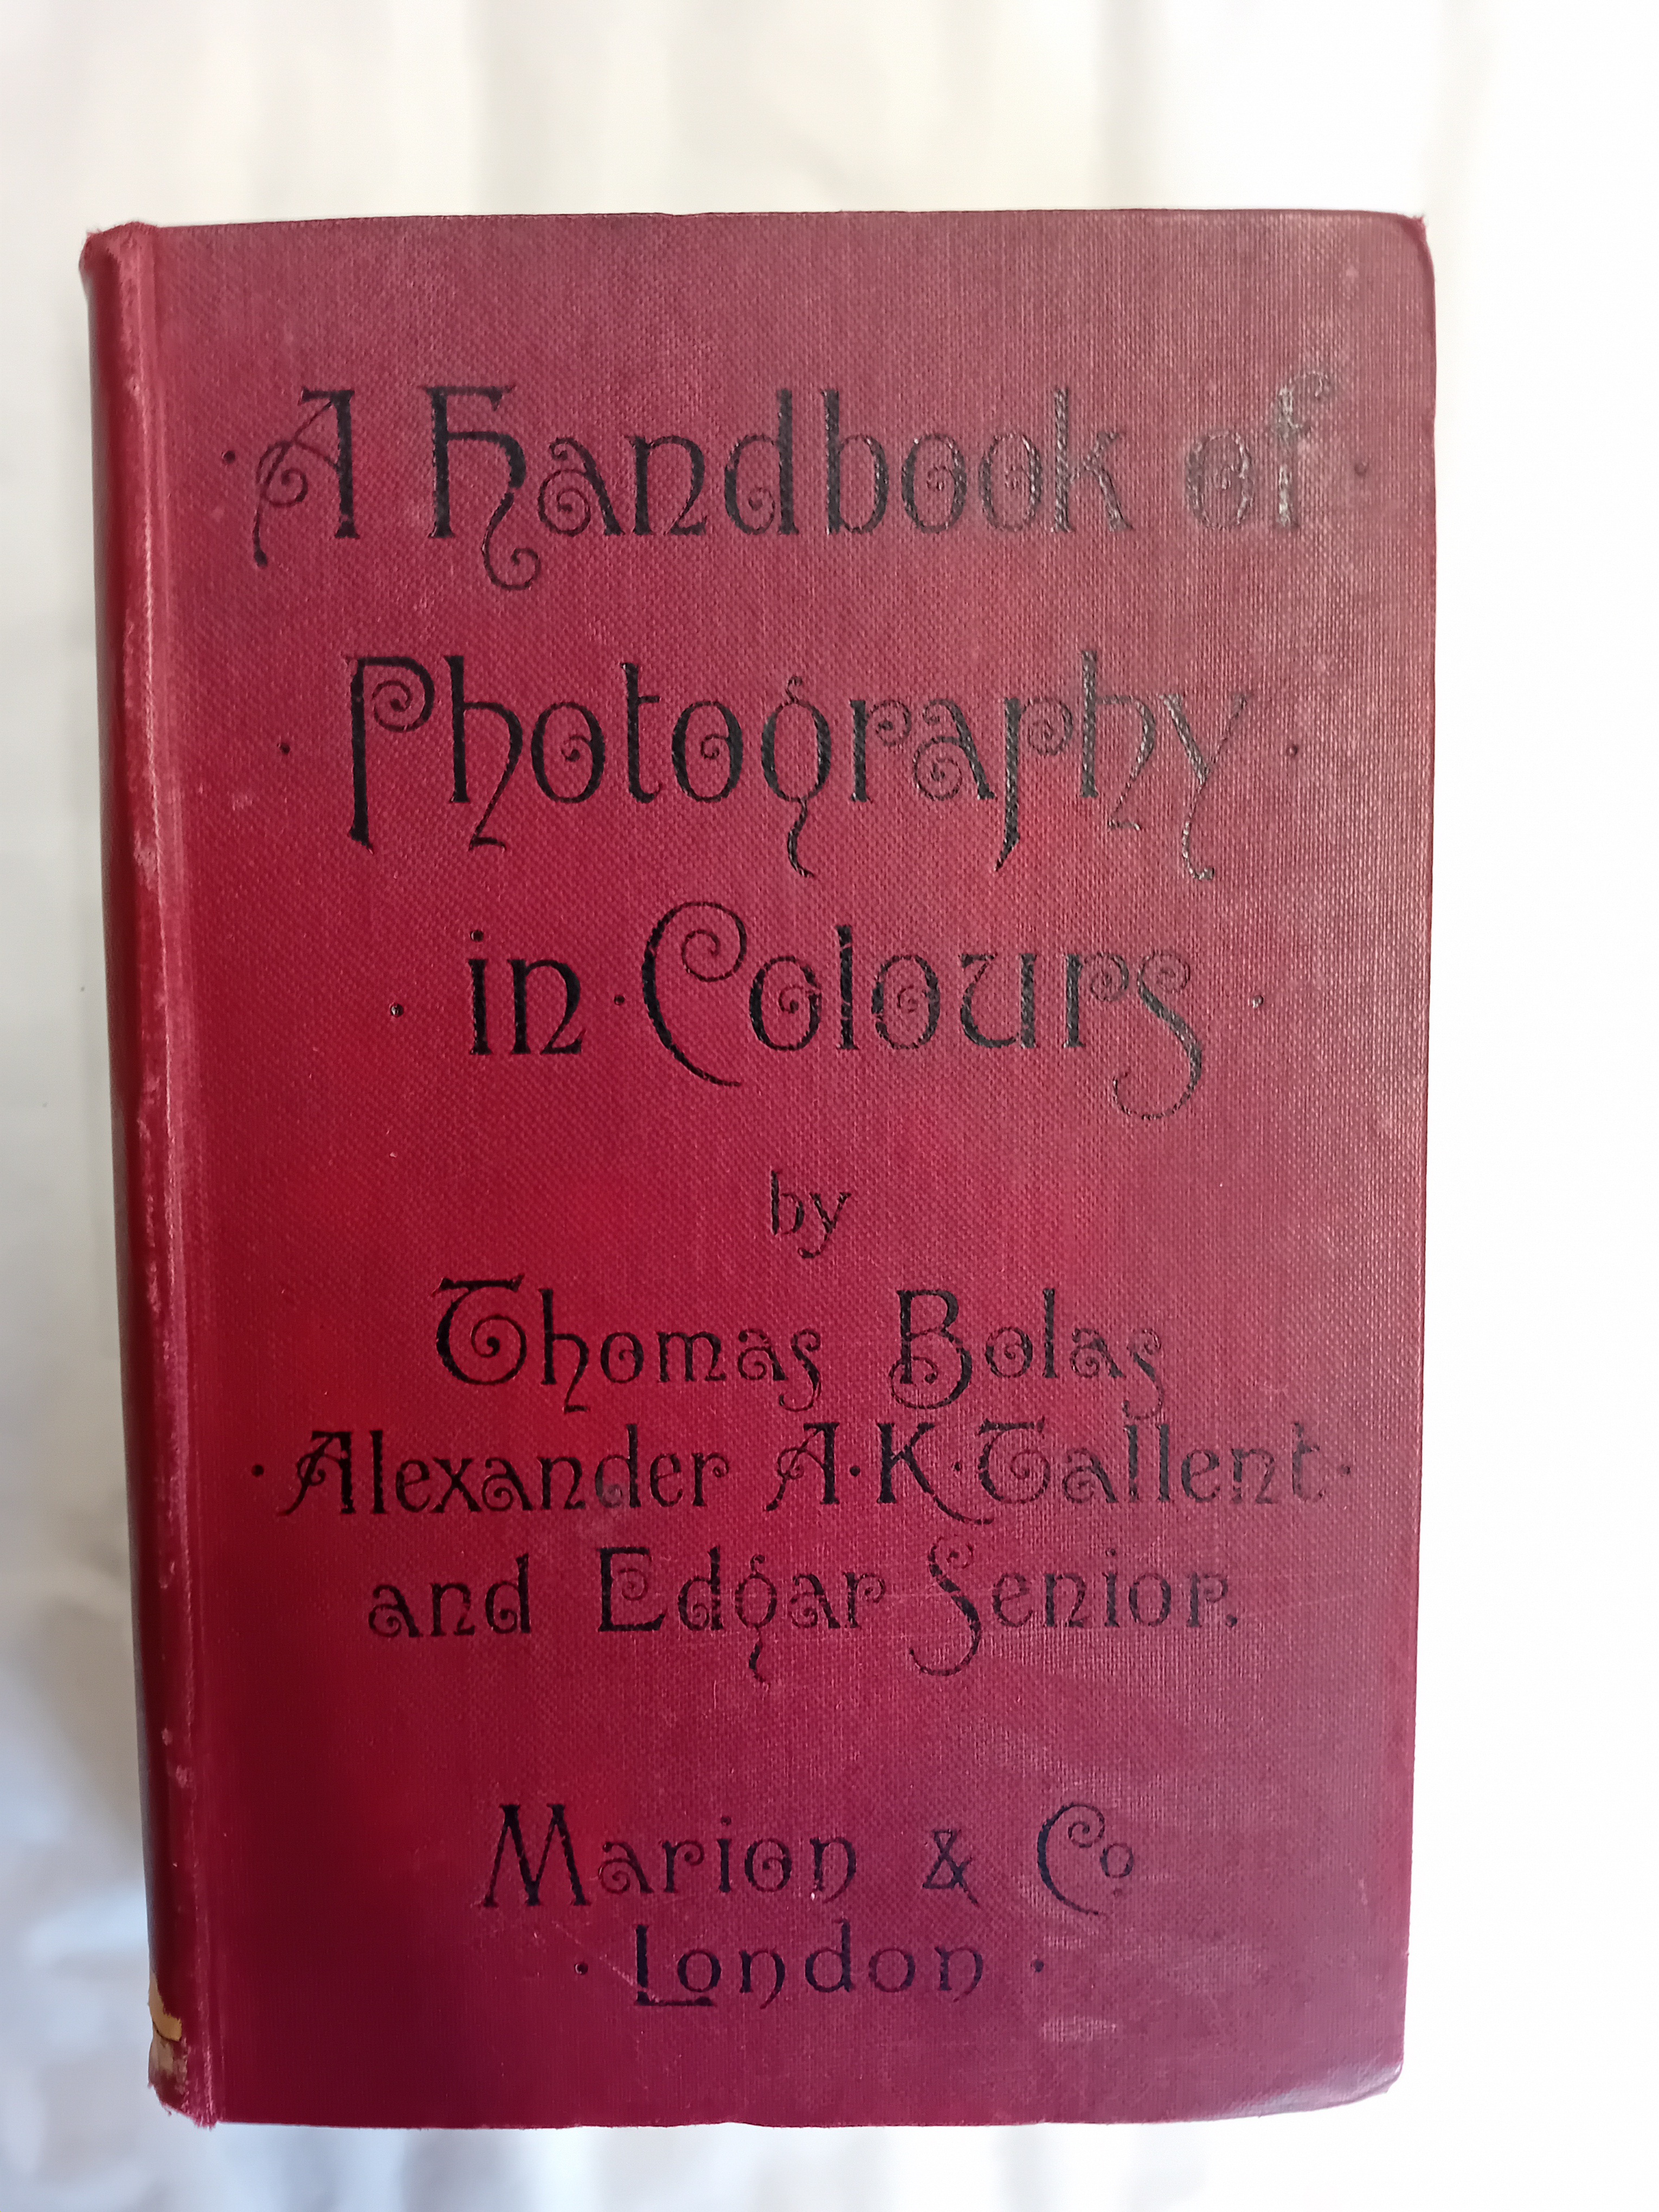 · A Handbook of ·
· Photography ·
· in · Colours ·
by
Thomas Bolas
· Alexander A·K·Tallent ·
and Edgar Senior.
Marion & Co.
· London ·